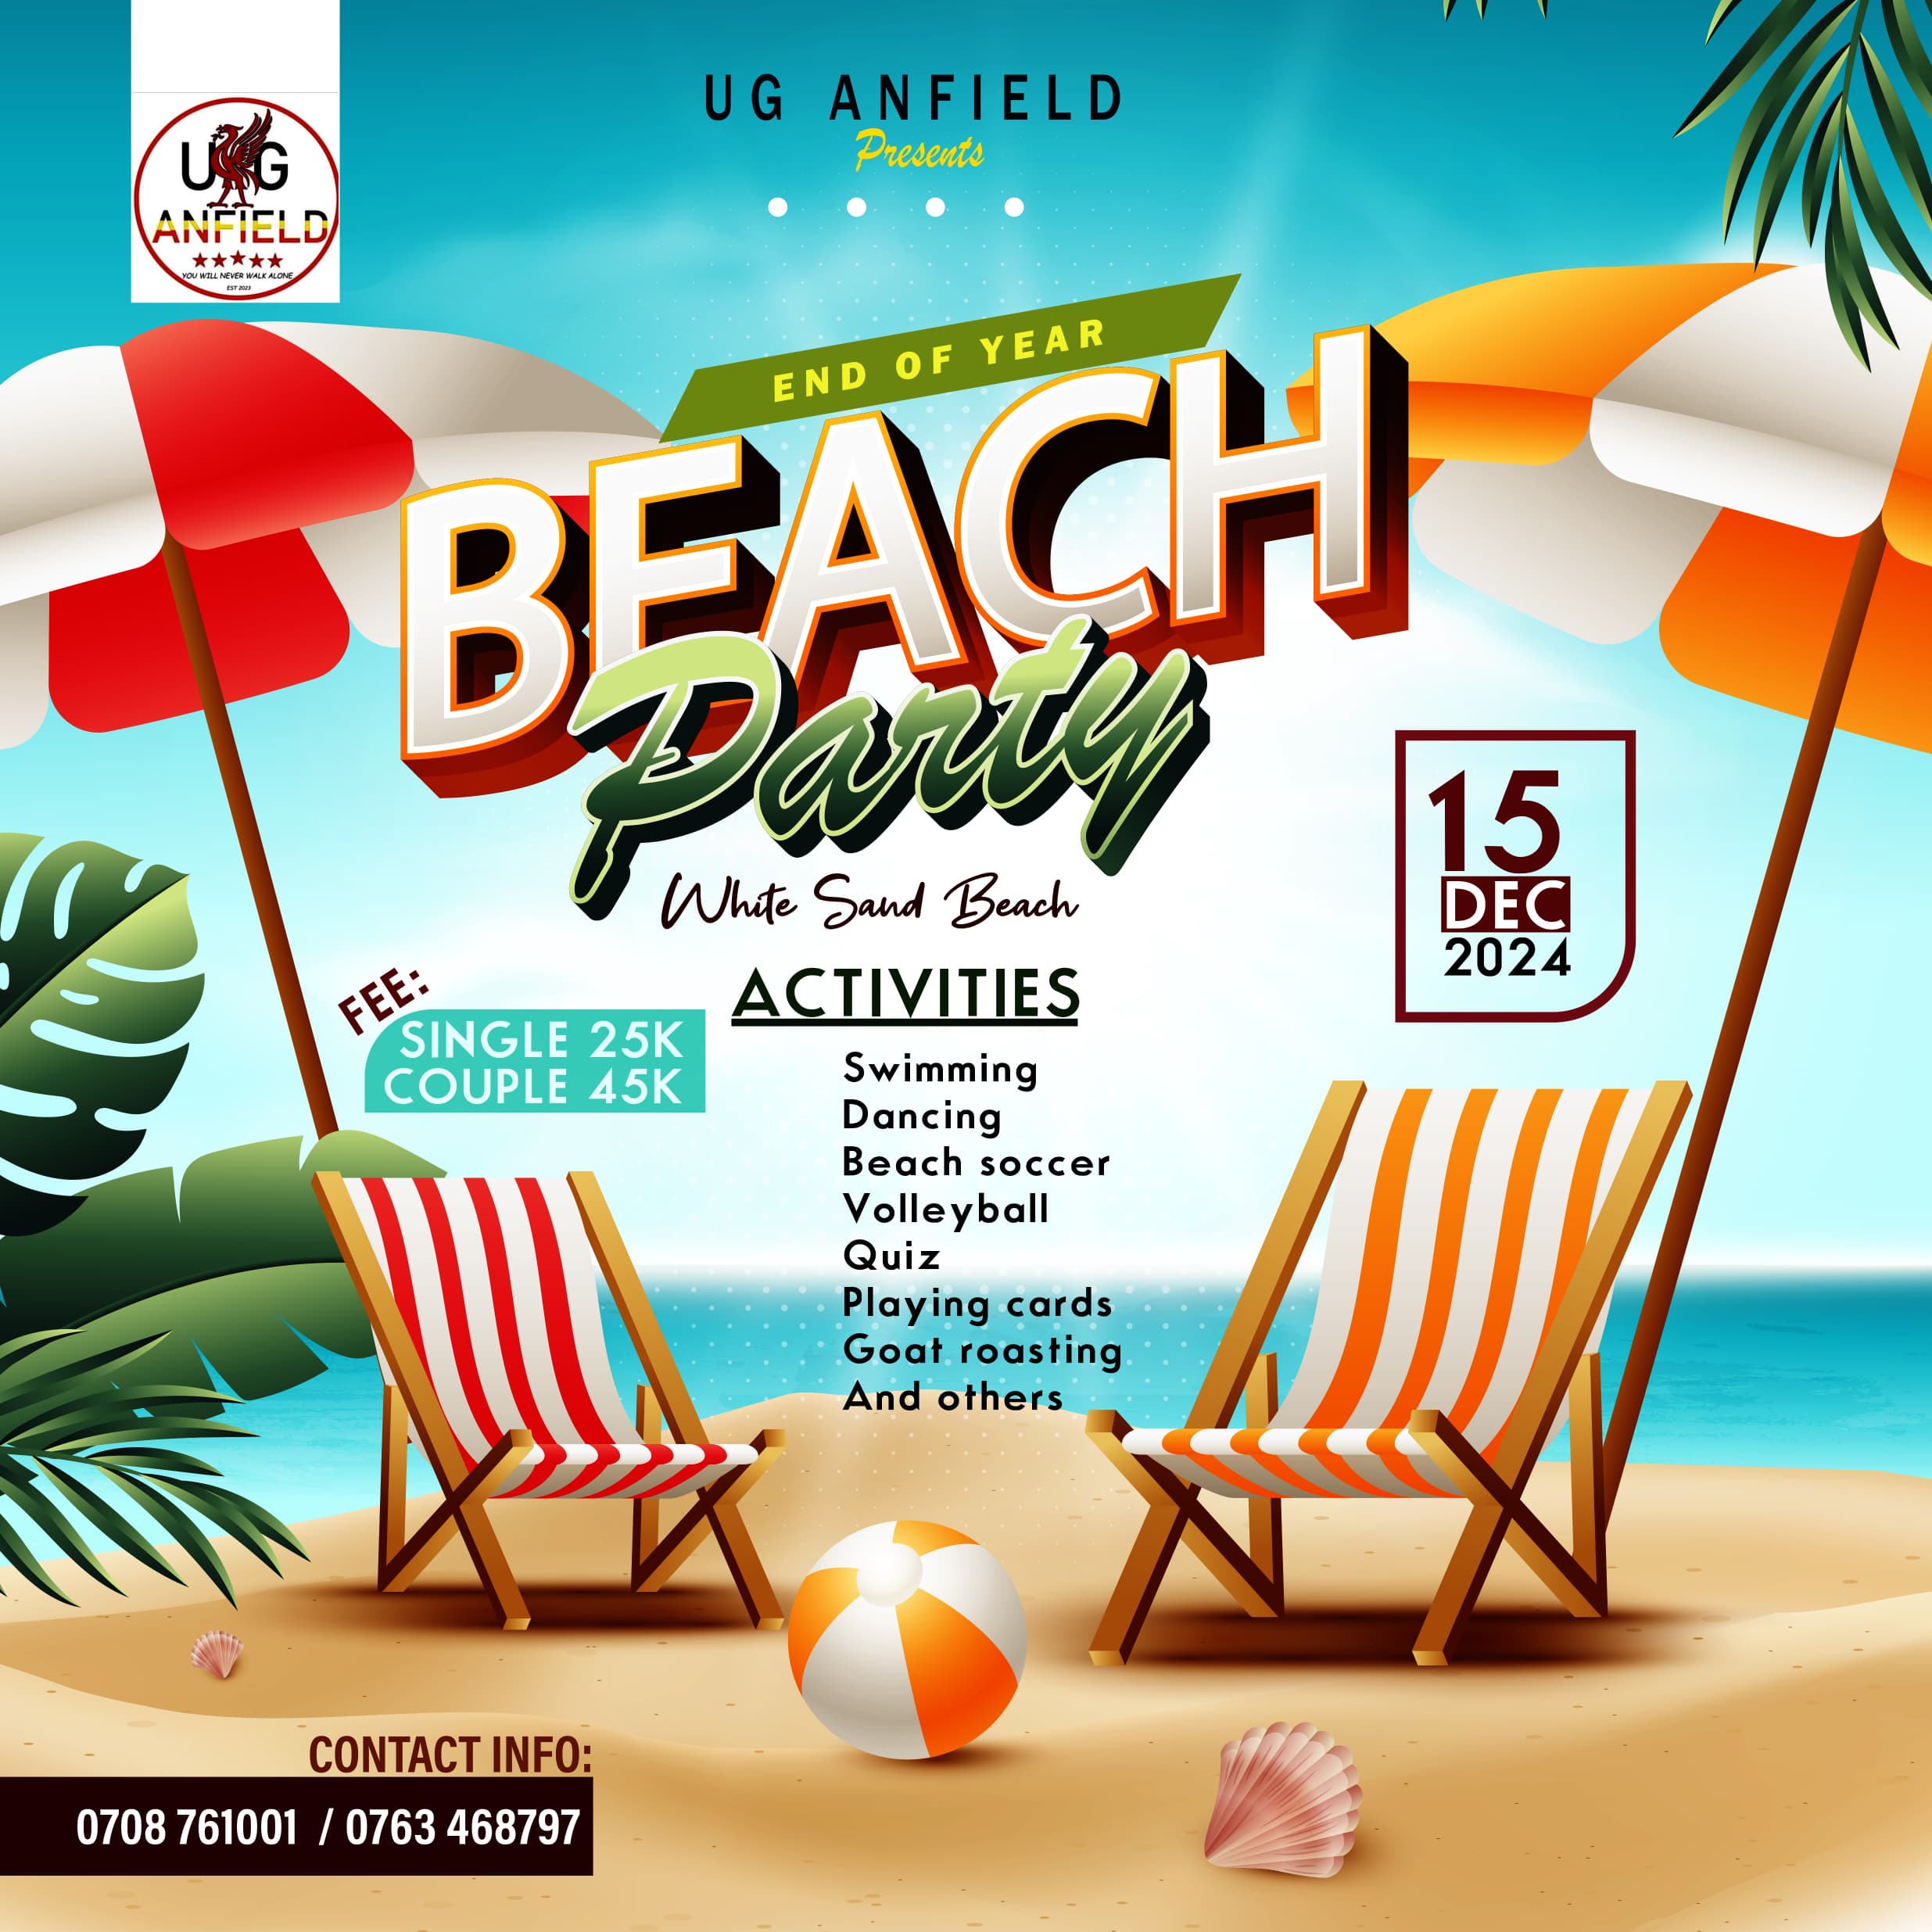 UG ANFIELD
Presents
UG
ANFIELD
YOU WILL NEVER WALK ALONE
EST 2023
END OF YEAR
BEACH
Party
White Sand Beach
15
DEC
2024
FEE:
SINGLE 25K
COUPLE 45K
ACTIVITIES
Swimming
Dancing
Beach soccer
Volleyball
Quiz
Playing cards
Goat roasting
And others
CONTACT INFO:
0708 761001 / 0763 468797